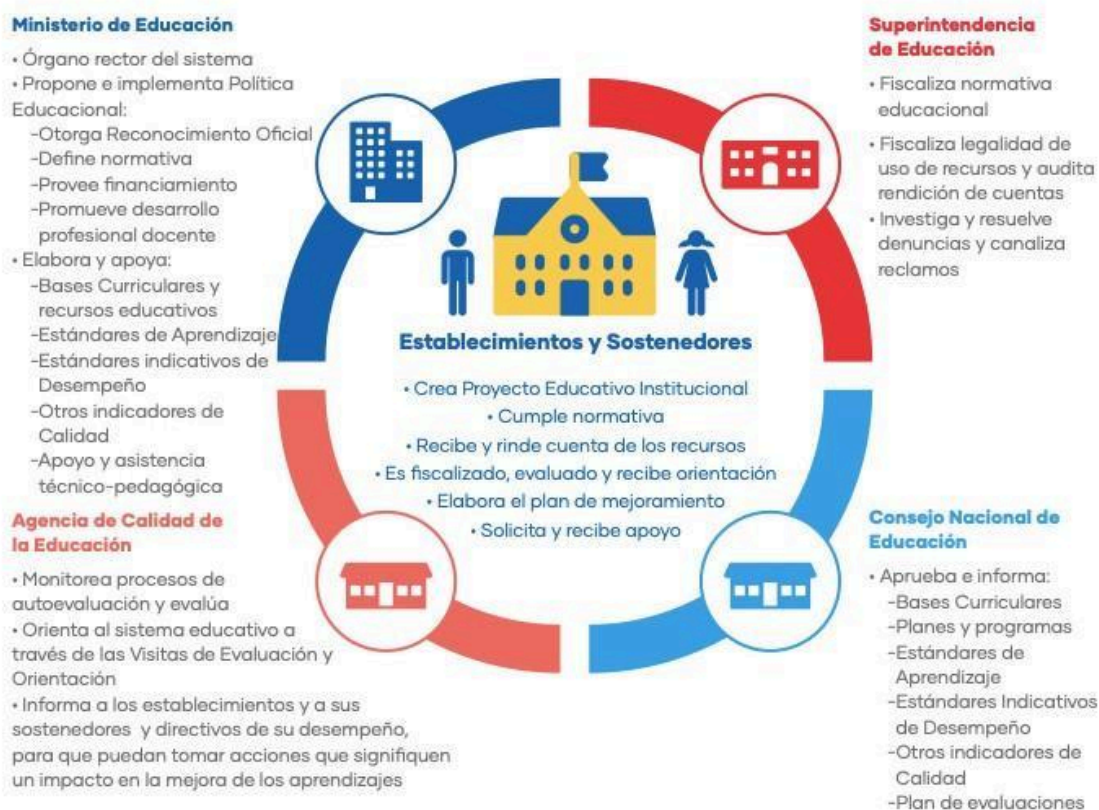 Ministerio de Educación
• Órgano rector del sistema
• Propone e implementa Política
Educacional:
-Otorga Reconocimiento Oficial
-Define normativa
-Provee financiamiento
-Promueve desarrollo
profesional docente
• Elabora y apoya:
-Bases Curriculares y
recursos educativos
-Estándares de Aprendizaje
-Estándares indicativos de
Desempeño
-Otros indicadores de
Calidad
-Apoyo y asistencia
técnico-pedagógica
Superintendencia
de Educación
• Fiscaliza normativa
educacional
• Fiscaliza legalidad de
uso de recursos y audita
rendición de cuentas
• Investiga y resuelve
denuncias y canaliza
reclamos
Establecimientos y Sostenedores
• Crea Proyecto Educativo Institucional
• Cumple normativa
• Recibe y rinde cuenta de los recursos
• Es fiscalizado, evaluado y recibe orientación
• Elabora el plan de mejoramiento
• Solicita y recibe apoyo
Agencia de Calidad de
la Educación
• Monitorea procesos de
autoevaluación y evalúa
• Orienta al sistema educativo a
través de las Visitas de Evaluación y
Orientación
• Informa a los establecimientos y a sus
sostenedores y directivos de su desempeño,
para que puedan tomar acciones que signifiquen
un impacto en la mejora de los aprendizajes
Consejo Nacional de
Educación
• Aprueba e informa:
-Bases Curriculares
-Planes y programas
-Estándares de
Aprendizaje
-Estándares Indicativos
de Desempeño
-Otros indicadores de
Calidad
-Plan de evaluaciones